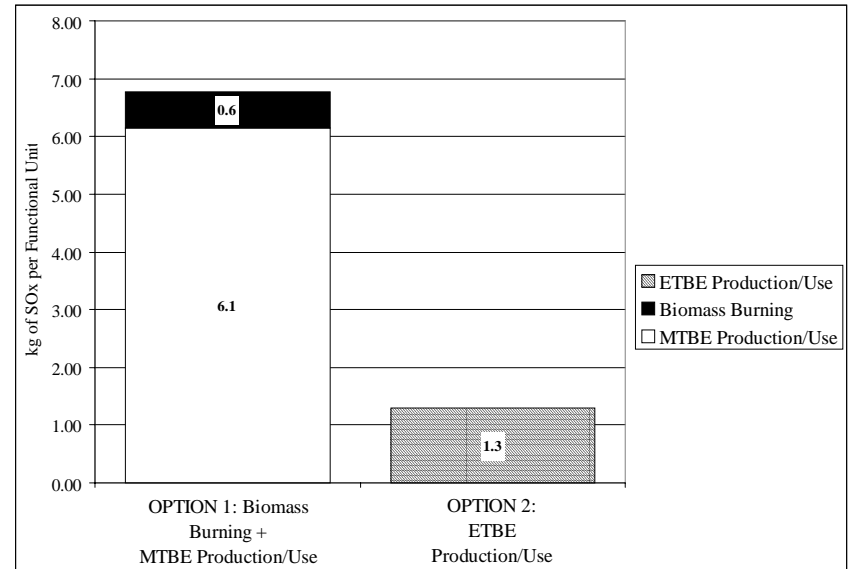 8.00
7.00
6.00
5.00
4.00
3.00
2.00
1.00
0.00
kg of SOx per Functional Unit
0.6
6.1
1.3
OPTION 1: Biomass
Burning +
MTBE Production/Use
OPTION 2:
ETBE
Production/Use
ETBE Production/Use
Biomass Burning
MTBE Production/Use